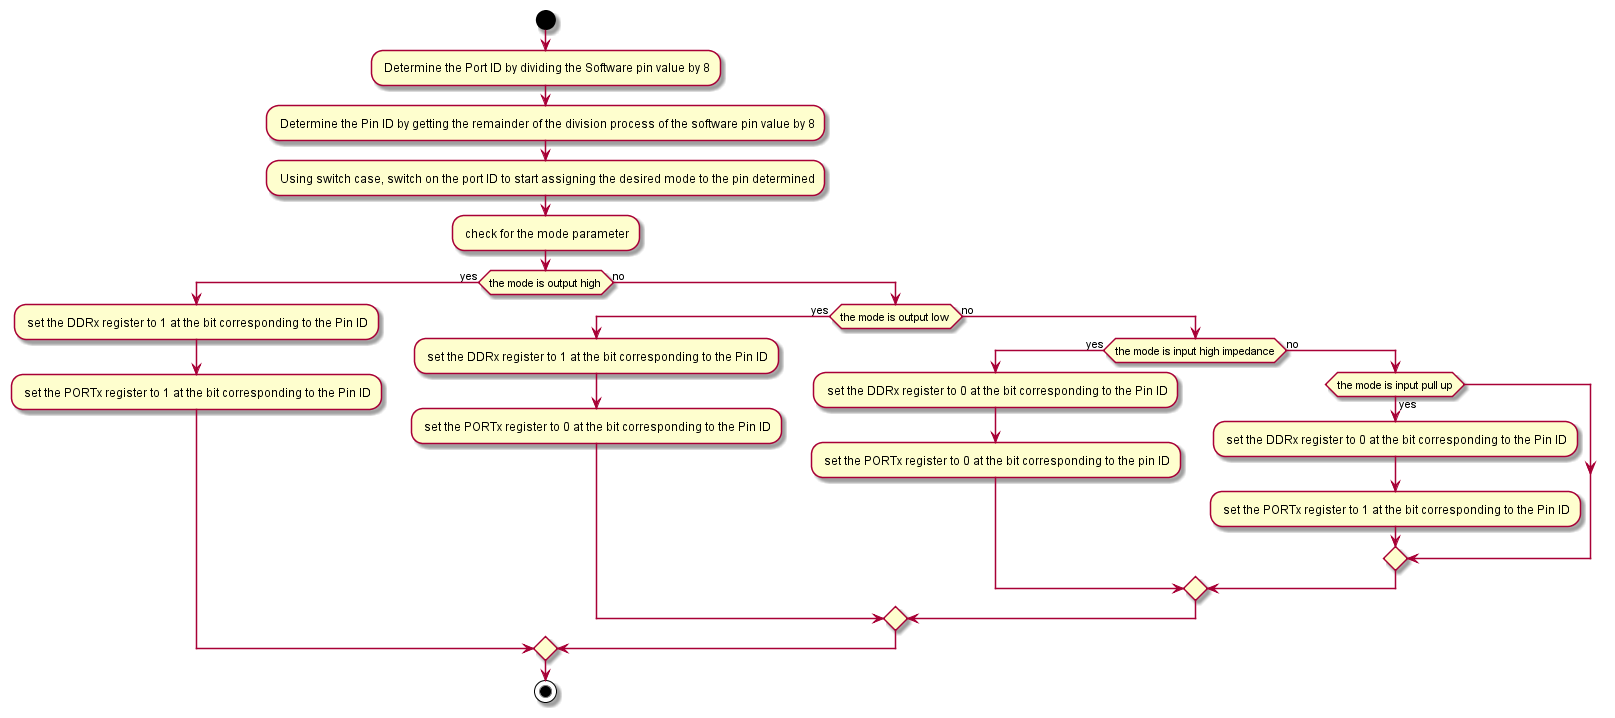 Determine the Port ID by dividing the Software pin value by 8
Determine the Pin ID by getting the remainder of the division process of the software pin value by 8
Using switch case, switch on the port ID to start assigning the desired mode to the pin determined
check for the mode parameter
yes
the mode is output high
no
set the DDRx register to 1 at the bit corresponding to the Pin ID
set the PORTx register to 1 at the bit corresponding to the Pin ID
yes
the mode is output low
no
set the DDRx register to 1 at the bit corresponding to the Pin ID
set the PORTx register to 0 at the bit corresponding to the Pin ID
yes
the mode is input high impedance
no
set the DDRx register to 0 at the bit corresponding to the Pin ID
set the PORTx register to 0 at the bit corresponding to the pin ID
the mode is input pull up
yes
set the DDRx register to 0 at the bit corresponding to the Pin ID
set the PORTx register to 1 at the bit corresponding to the Pin ID